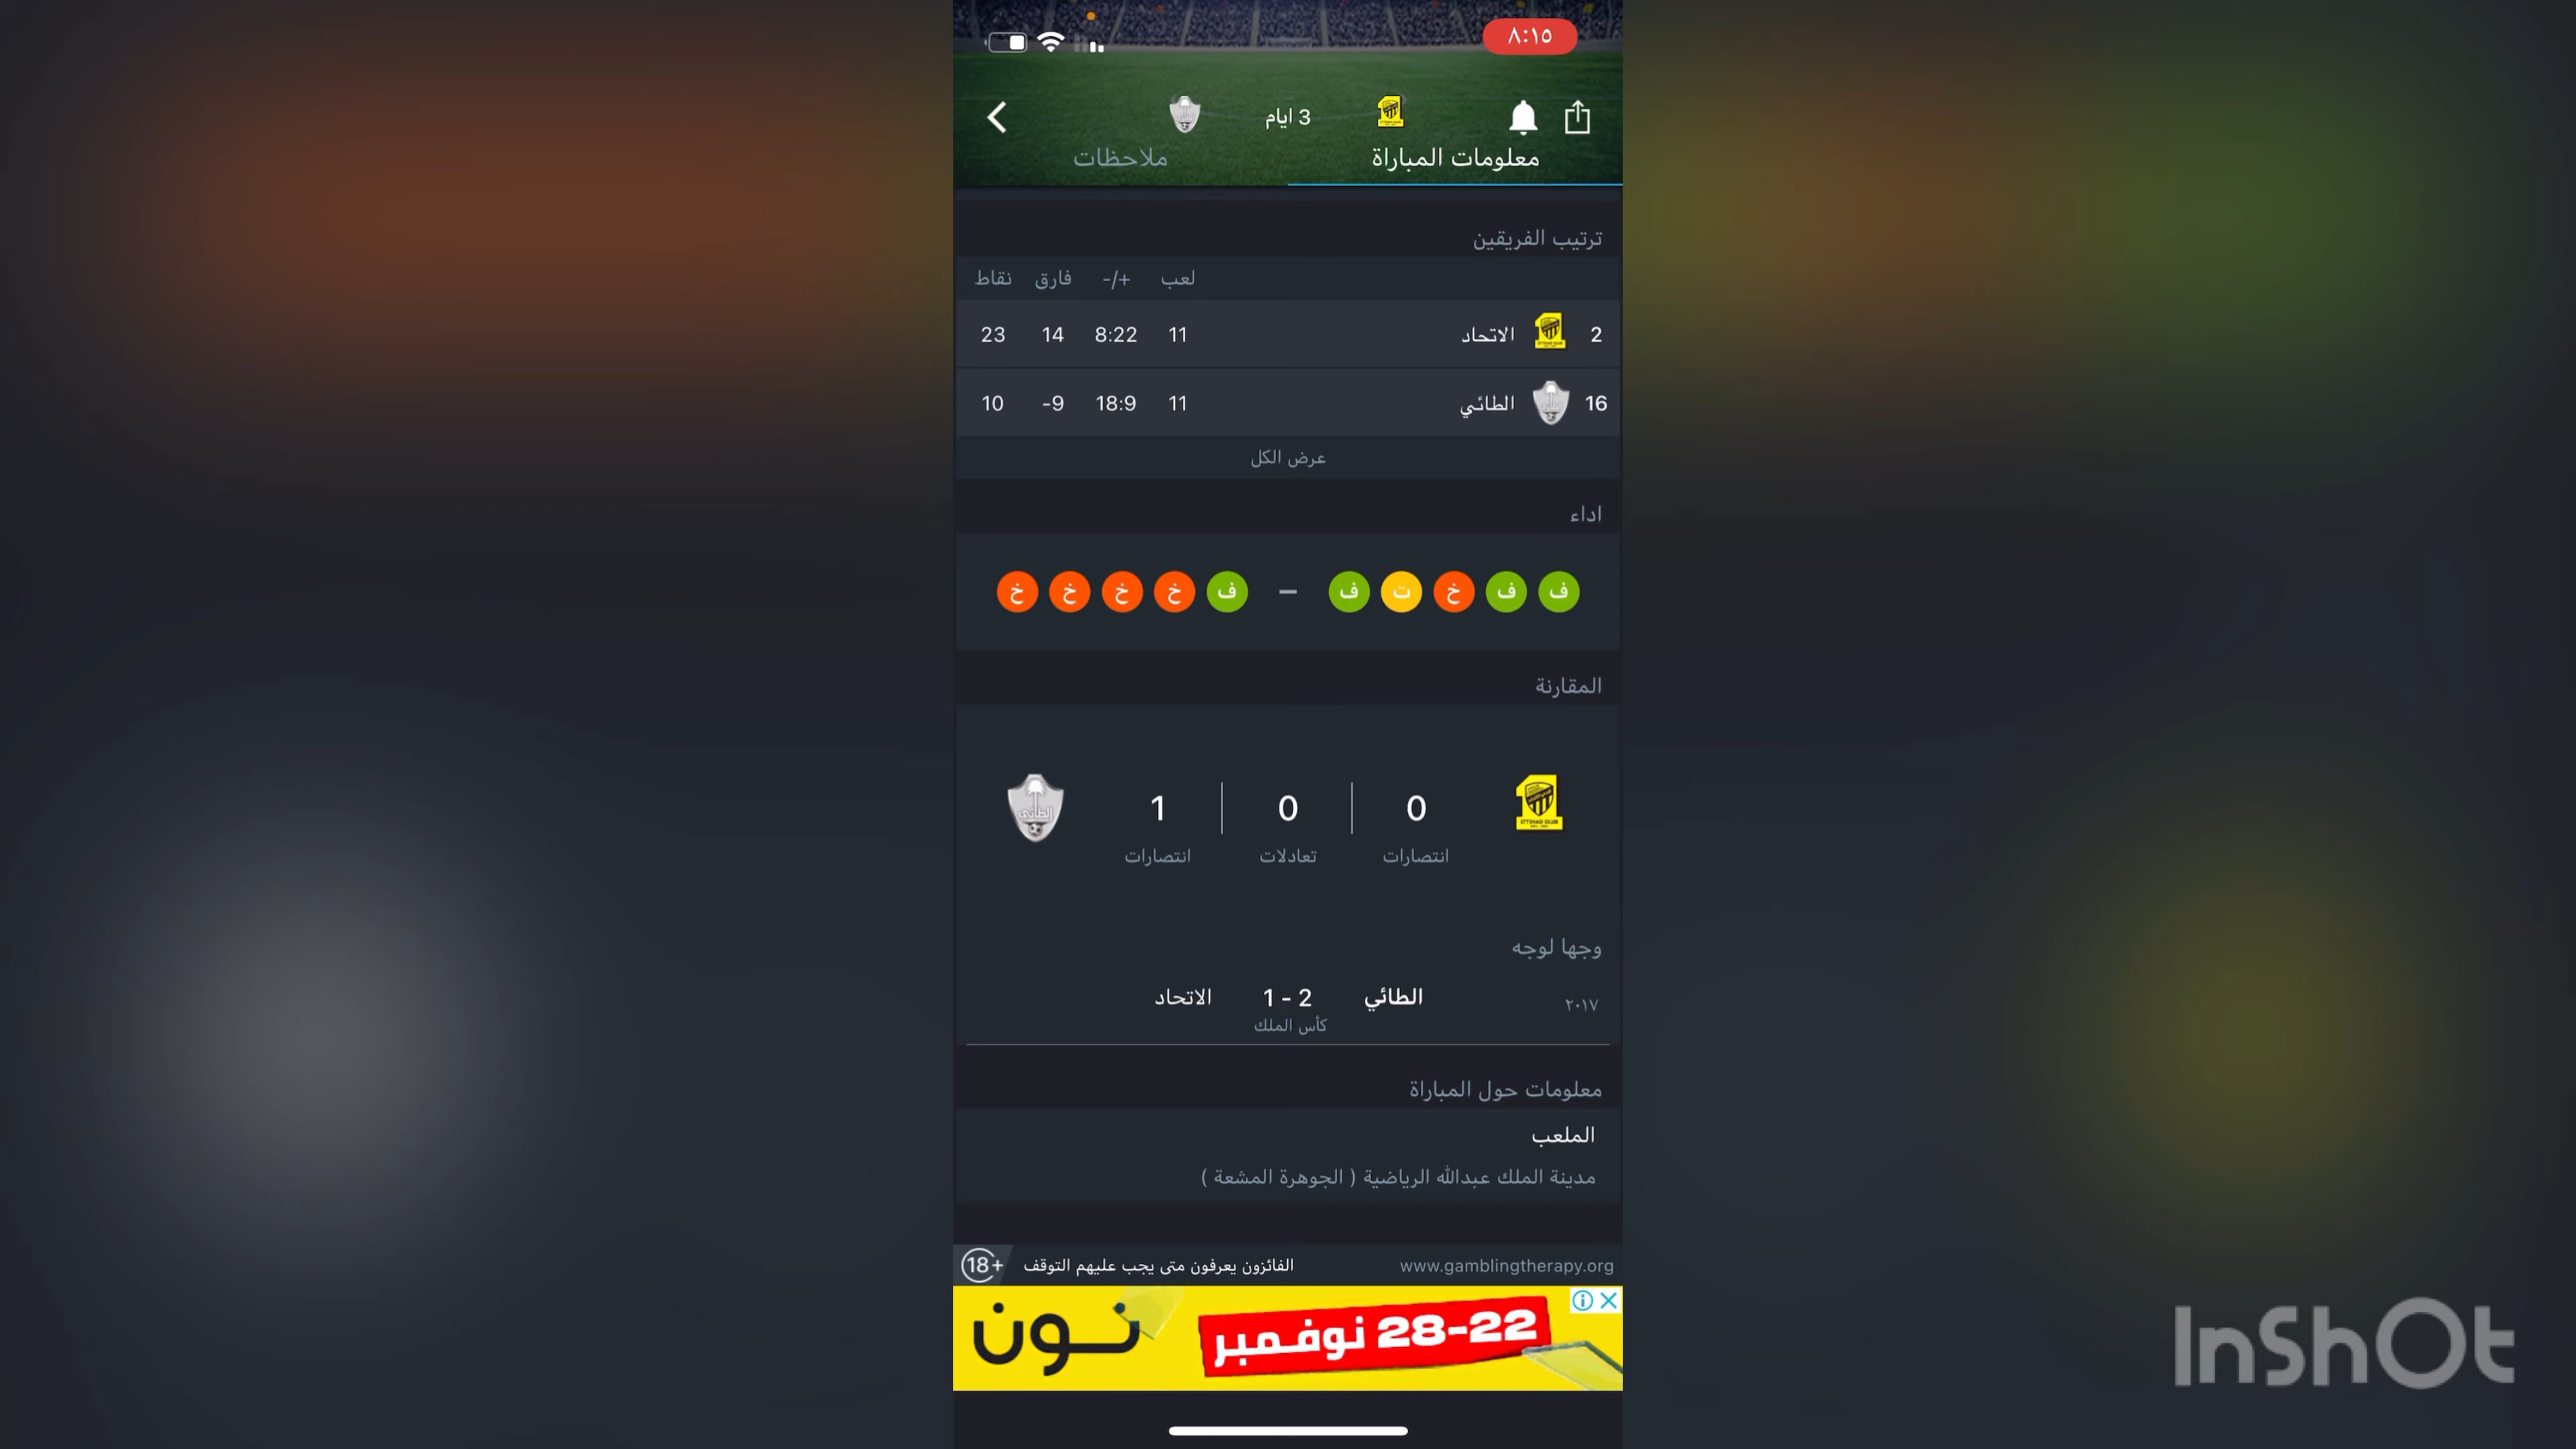 ٨:١٥
3 ايام
معلومات المباراة
ملاحظات
ترتيب الفريقين
لعب +/- فارق نقاط
2 الاتحاد 11 8:22 14 23
16 الطائي 11 18:9 -9 10
عرض الكل
اداء
ف ف خ ت ف – ف خ خ خ خ
المقارنة
0 0 1
انتصارات تعادلات انتصارات
وجها لوجه
٢٠١٧ الطائي 1 - 2 الاتحاد
كأس الملك
معلومات حول المباراة
الملعب
مدينة الملك عبدالله الرياضية ( الجوهرة المشعة )
18+ الفائزون يعرفون متى يجب عليهم التوقف www.gamblingtherapy.org
28-22 نوفمبر
نون
InShOt